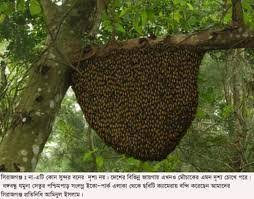 সিরাজগঞ্জ : না-এটি কোন সুন্দর বনের দৃশ্য নয়। দেশের বিভিন্ন জায়গায় এখনও মৌচাকের এমন দৃশ্য চোখে পরে।
বঙ্গবন্ধু যমুনা সেতুর পশ্চিমপাড় সংলগ্ন ইকো-পার্ক এলাকা থেকে ছবিটি ক্যামেরায় বন্দি করেছেন আমাদের
সিরাজগঞ্জ প্রতিনিধি আমিনুল ইসলাম।